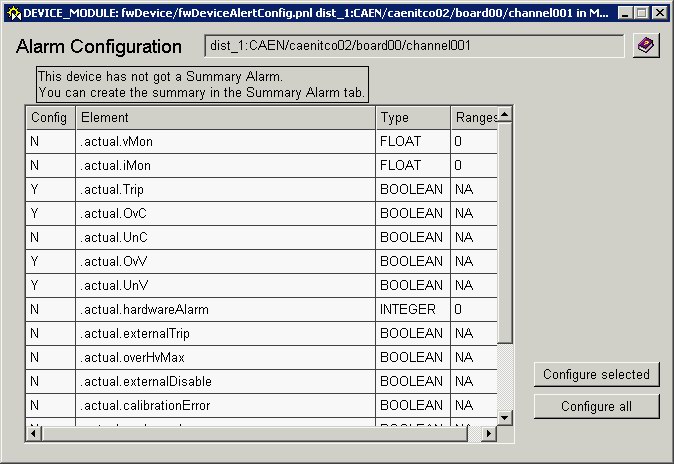 DEVICE_MODULE: fwDevice/fwDeviceAlertConfig.pnl dist_1:CAEN/caenitco02/board00/channel001 in M...
Alarm Configuration dist_1:CAEN/caenitco02/board00/channel001
This device has not got a Summary Alarm.
You can create the summary in the Summary Alarm tab.
Config Element Type Ranges
N .actual.vMon FLOAT 0
N .actual.iMon FLOAT 0
Y .actual.Trip BOOLEAN NA
Y .actual.OvC BOOLEAN NA
N .actual.UnC BOOLEAN NA
Y .actual.OvV BOOLEAN NA
Y .actual.UnV BOOLEAN NA
N .actual.hardwareAlarm INTEGER 0
N .actual.externalTrip BOOLEAN NA
N .actual.overHvMax BOOLEAN NA
N .actual.externalDisable BOOLEAN NA
N .actual.calibrationError BOOLEAN NA
Configure selected
Configure all